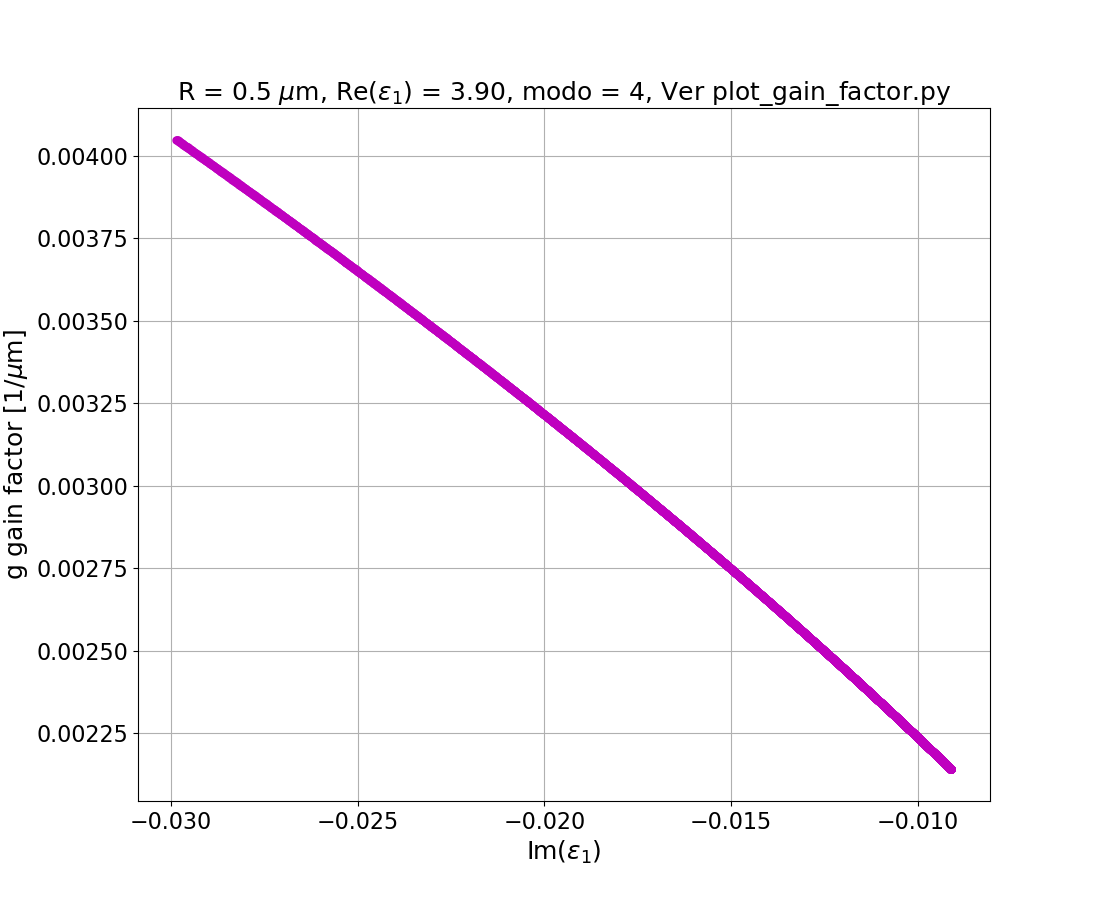 R = 0.5 μm, Re(ε₁) = 3.90, modo = 4, Ver plot_gain_factor.py
g gain factor [1/μm]
0.00400
0.00375
0.00350
0.00325
0.00300
0.00275
0.00250
0.00225
−0.030 −0.025 −0.020 −0.015 −0.010
Im(ε₁)